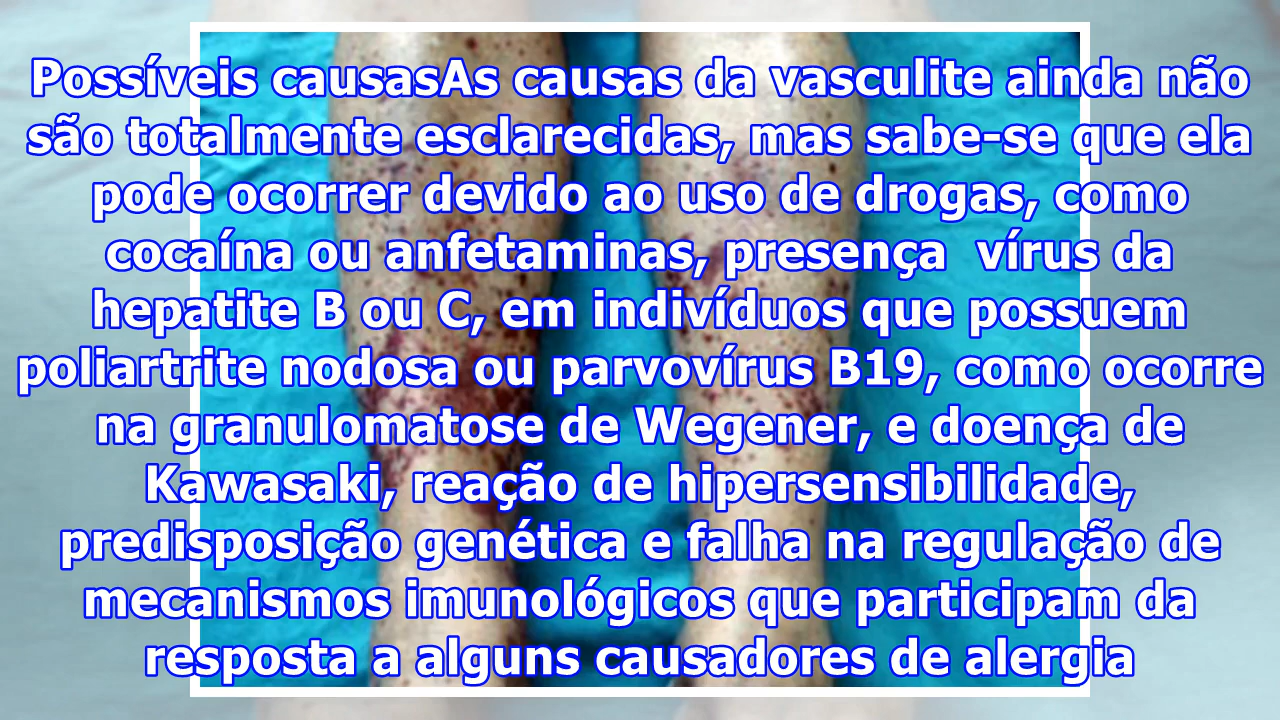 Possíveis causasAs causas da vasculite ainda não
são totalmente esclarecidas, mas sabe-se que ela
pode ocorrer devido ao uso de drogas, como
cocaína ou anfetaminas, presença  vírus da
hepatite B ou C, em indivíduos que possuem
poliartrite nodosa ou parvovírus B19, como ocorre
na granulomatose de Wegener, e doença de
Kawasaki, reação de hipersensibilidade,
predisposição genética e falha na regulação de
mecanismos imunológicos que participam da
resposta a alguns causadores de alergia